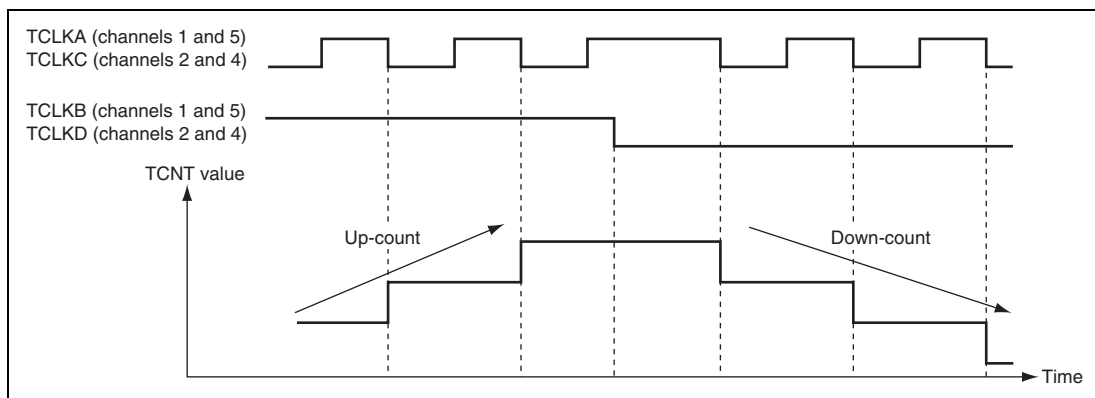 TCLKA (channels 1 and 5)
TCLKC (channels 2 and 4)
TCLKB (channels 1 and 5)
TCLKD (channels 2 and 4)
TCNT value
Up-count
Down-count
Time